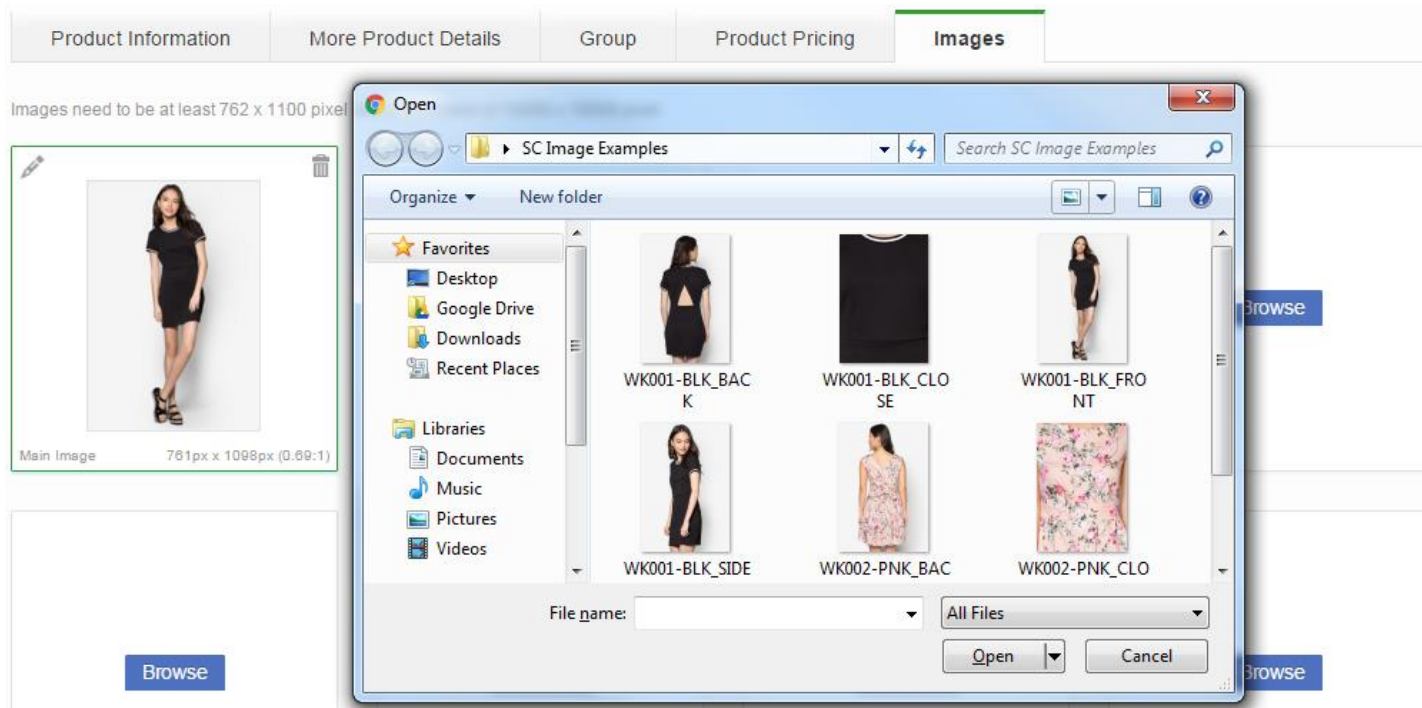 Product Information
More Product Details
Group
Product Pricing
Images
Images need to be at least 762 x 1100 pixel
Main Image
761px x 1098px (0.69:1)
Browse
Open
SC Image Examples
Search SC Image Examples
Organize
New folder
Favorites
Desktop
Google Drive
Downloads
Recent Places
Libraries
Documents
Music
Pictures
Videos
WK001-BLK_BAC
K
WK001-BLK_CLO
SE
WK001-BLK_FRO
NT
WK001-BLK_SIDE
WK002-PNK_BAC
WK002-PNK_CLO
File name:
All Files
Open
Cancel
Browse
Browse